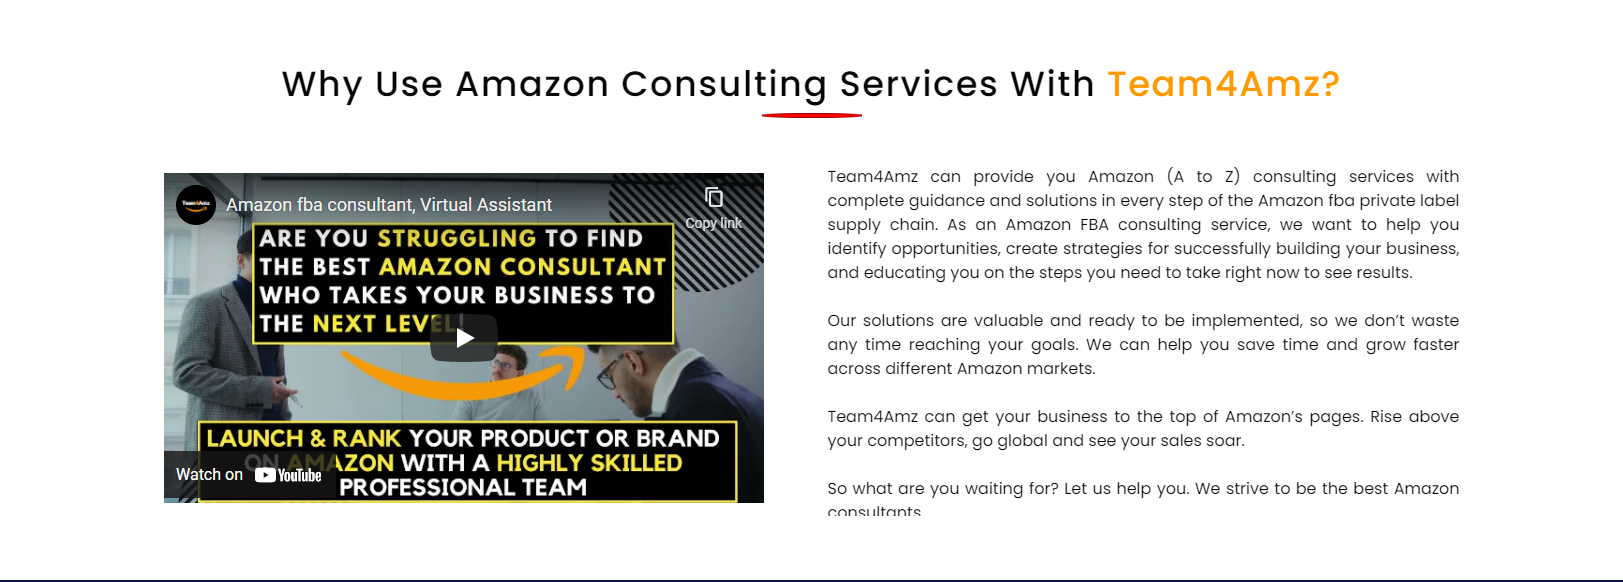 Why Use Amazon Consulting Services With Team4Amz?
Team4Amz
Amazon fba consultant, Virtual Assistant
Copy link
ARE YOU STRUGGLING TO FIND
THE BEST AMAZON CONSULTANT
WHO TAKES YOUR BUSINESS TO
THE NEXT LEVEL!
LAUNCH & RANK YOUR PRODUCT OR BRAND
ON AMAZON WITH A HIGHLY SKILLED
PROFESSIONAL TEAM
Watch on YouTube
Team4Amz can provide you Amazon (A to Z) consulting services with
complete guidance and solutions in every step of the Amazon fba private label
supply chain. As an Amazon FBA consulting service, we want to help you
identify opportunities, create strategies for successfully building your business,
and educating you on the steps you need to take right now to see results.
Our solutions are valuable and ready to be implemented, so we don’t waste
any time reaching your goals. We can help you save time and grow faster
across different Amazon markets.
Team4Amz can get your business to the top of Amazon’s pages. Rise above
your competitors, go global and see your sales soar.
So what are you waiting for? Let us help you. We strive to be the best Amazon
consultants